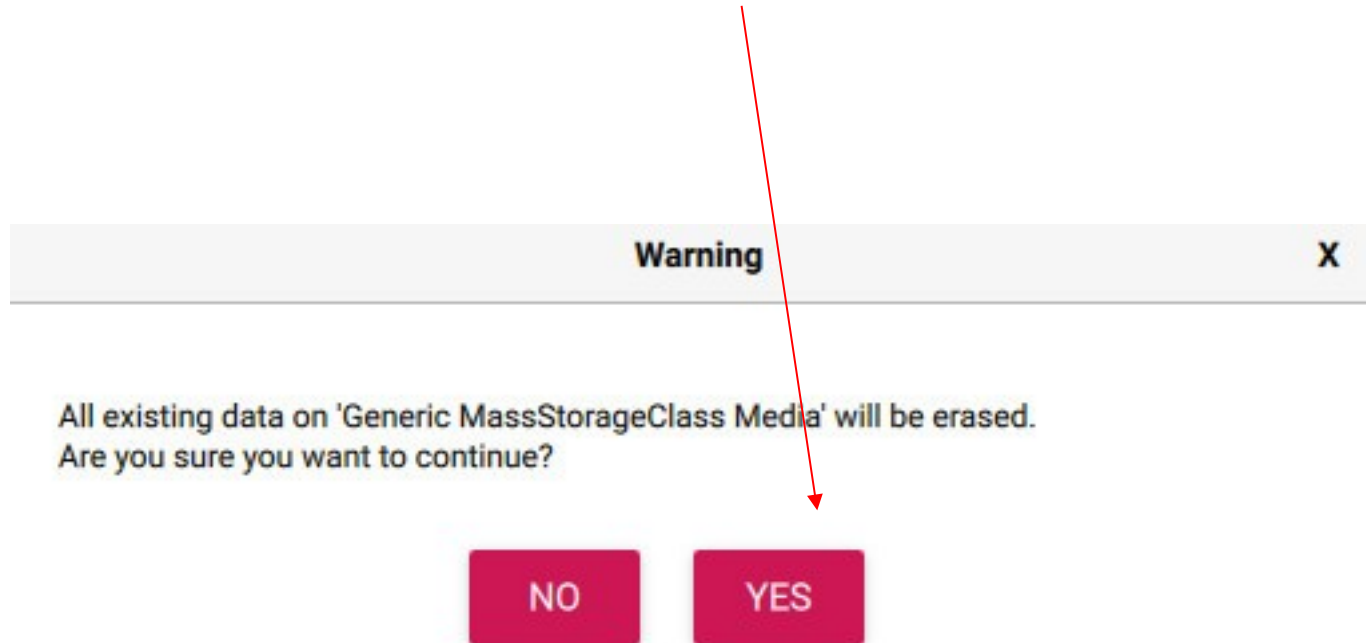 Warning X
All existing data on 'Generic MassStorageClass Media' will be erased.
Are you sure you want to continue?
NO YES